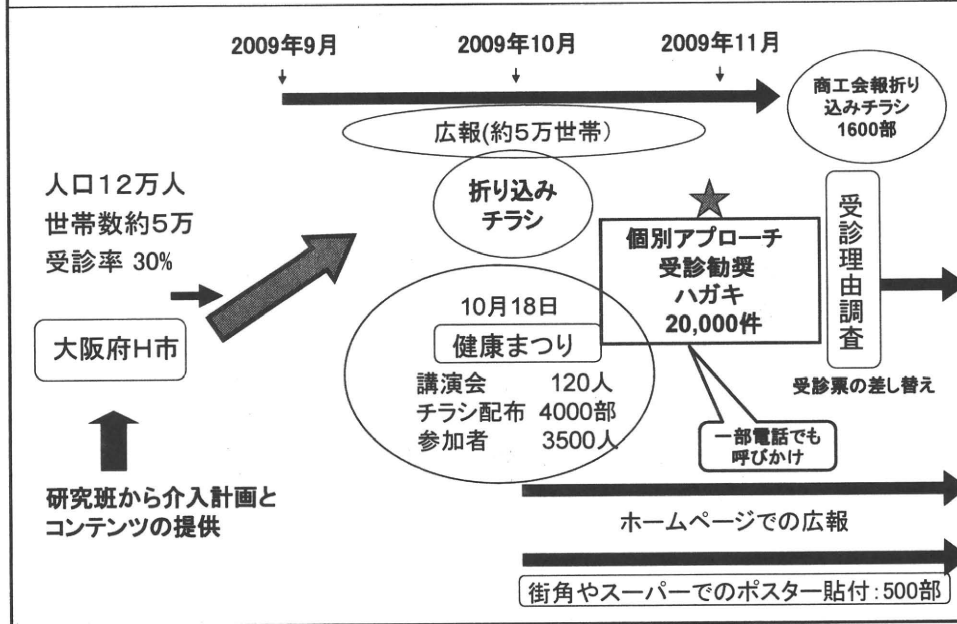 2009年9月
2009年10月
2009年11月
商工会報折り
込みチラシ
1600部
広報(約5万世帯)
人口12万人
世帯数約5万
受診率 30%
折り込み
チラシ
個別アプローチ
受診勧奨
ハガキ
20,000件
受診理由調査
受診票の差し替え
大阪府H市
10月18日
健康まつり
講演会 120人
チラシ配布 4000部
参加者 3500人
一部電話でも
呼びかけ
研究班から介入計画と
コンテンツの提供
ホームページでの広報
街角やスーパーでのポスター貼付:500部